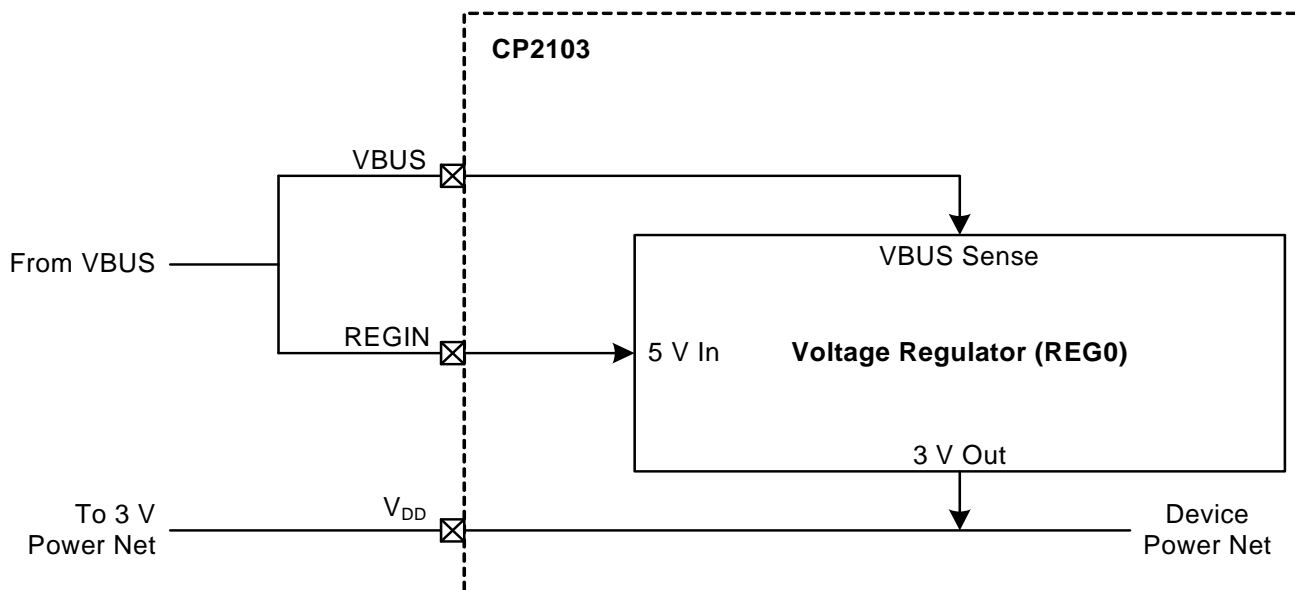 CP2103
VBUS
From VBUS
VBUS Sense
REGIN
5 V In
Voltage Regulator (REG0)
3 V Out
To 3 V
Power Net
VDD
Device
Power Net